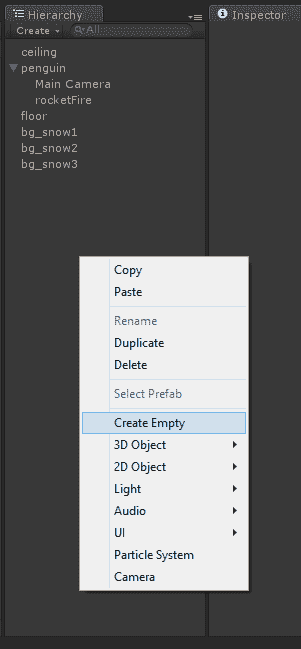 Hierarchy
Inspector
Create
All
ceiling
penguin
Main Camera
rocketFire
floor
bg_snow1
bg_snow2
bg_snow3
Copy
Paste
Rename
Duplicate
Delete
Select Prefab
Create Empty
3D Object
2D Object
Light
Audio
UI
Particle System
Camera